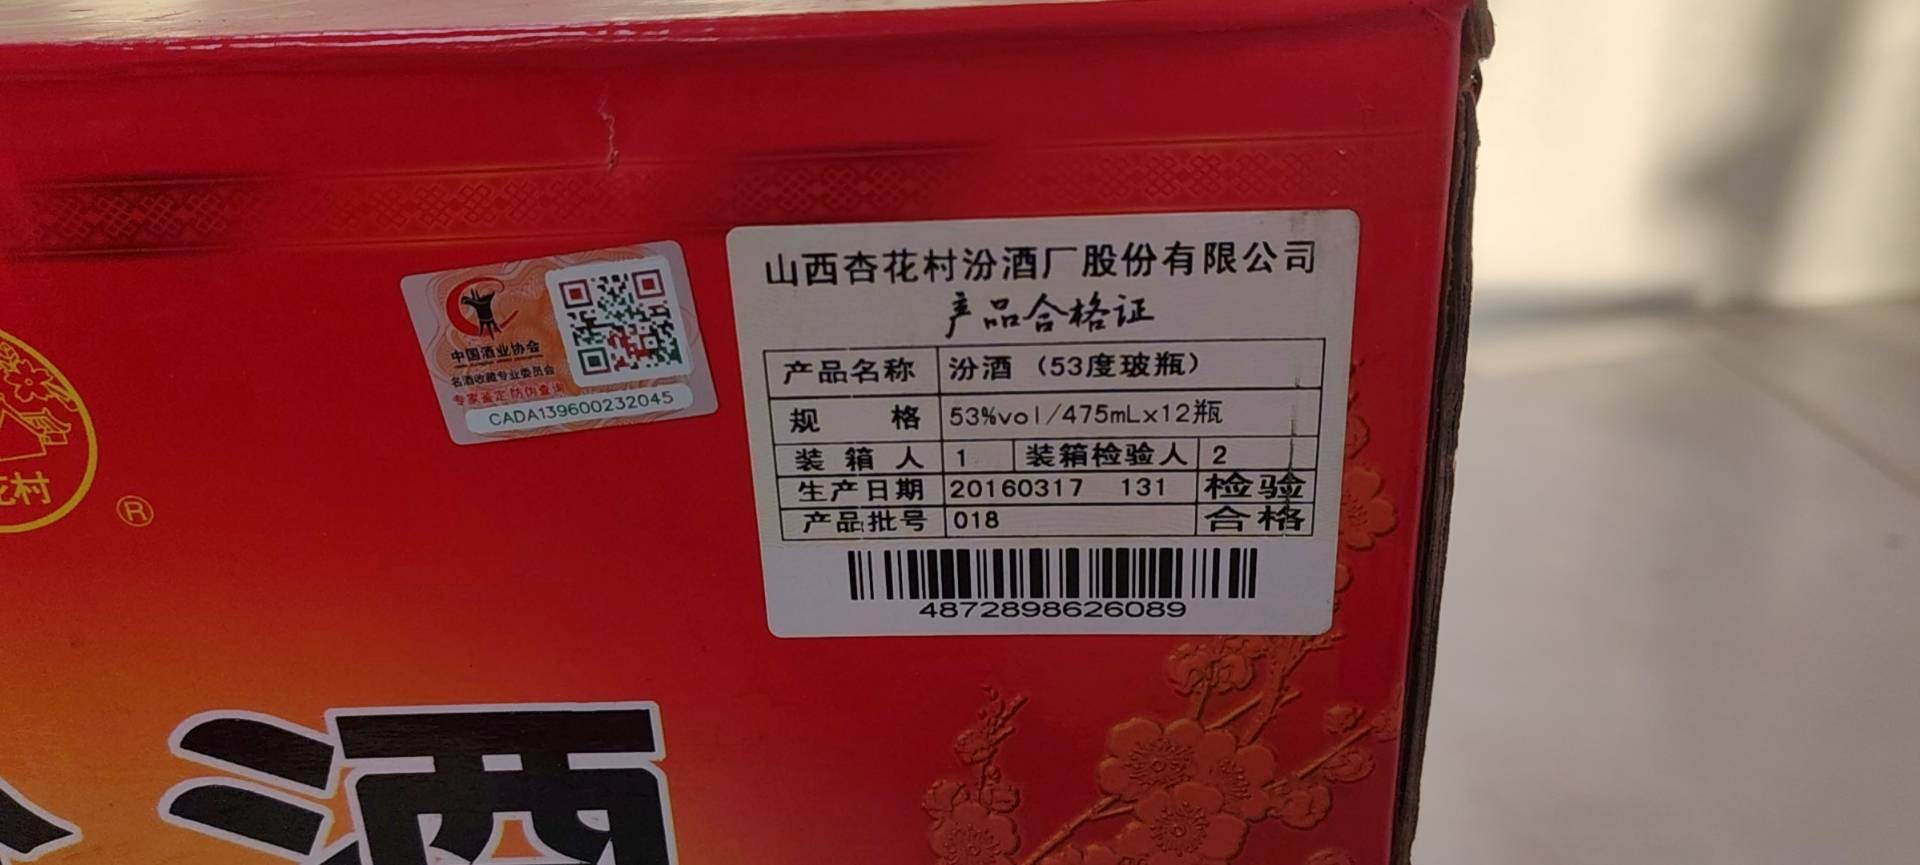 山西杏花村汾酒厂股份有限公司
产品合格证
产品名称 汾酒（53度玻瓶）
规 格 53%vol/475mLx12瓶
装箱人 1 装箱检验人 2
生产日期 20160317 131 检验
产品批号 018 合格
4872898626089
中国酒业协会
名酒收藏专业委员会
专家鉴定 防伪查询
CADA139600232045
花村
®
酒